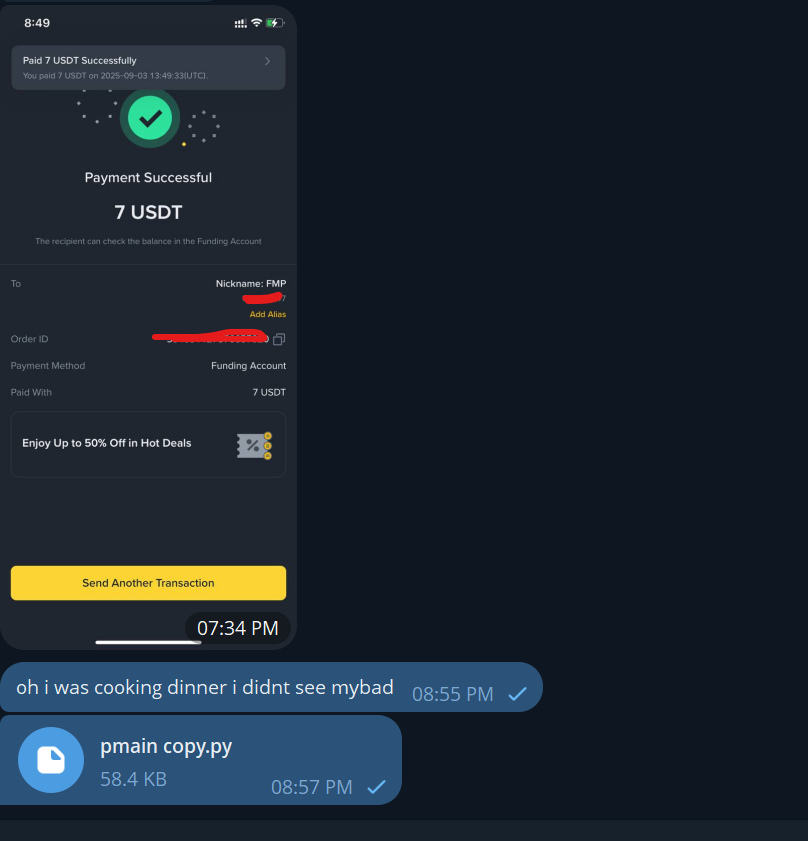 8:49
Paid 7 USDT Successfully
You paid 7 USDT on 2025-09-03 13:49:33(UTC).
Payment Successful
7 USDT
The recipient can check the balance in the Funding Account
To
Nickname: FMP
7
Add Alias
Order ID
Payment Method
Funding Account
Paid With
7 USDT
Enjoy Up to 50% Off in Hot Deals
Send Another Transaction
07:34 PM
oh i was cooking dinner i didnt see mybad
08:55 PM
pmain copy.py
58.4 KB
08:57 PM